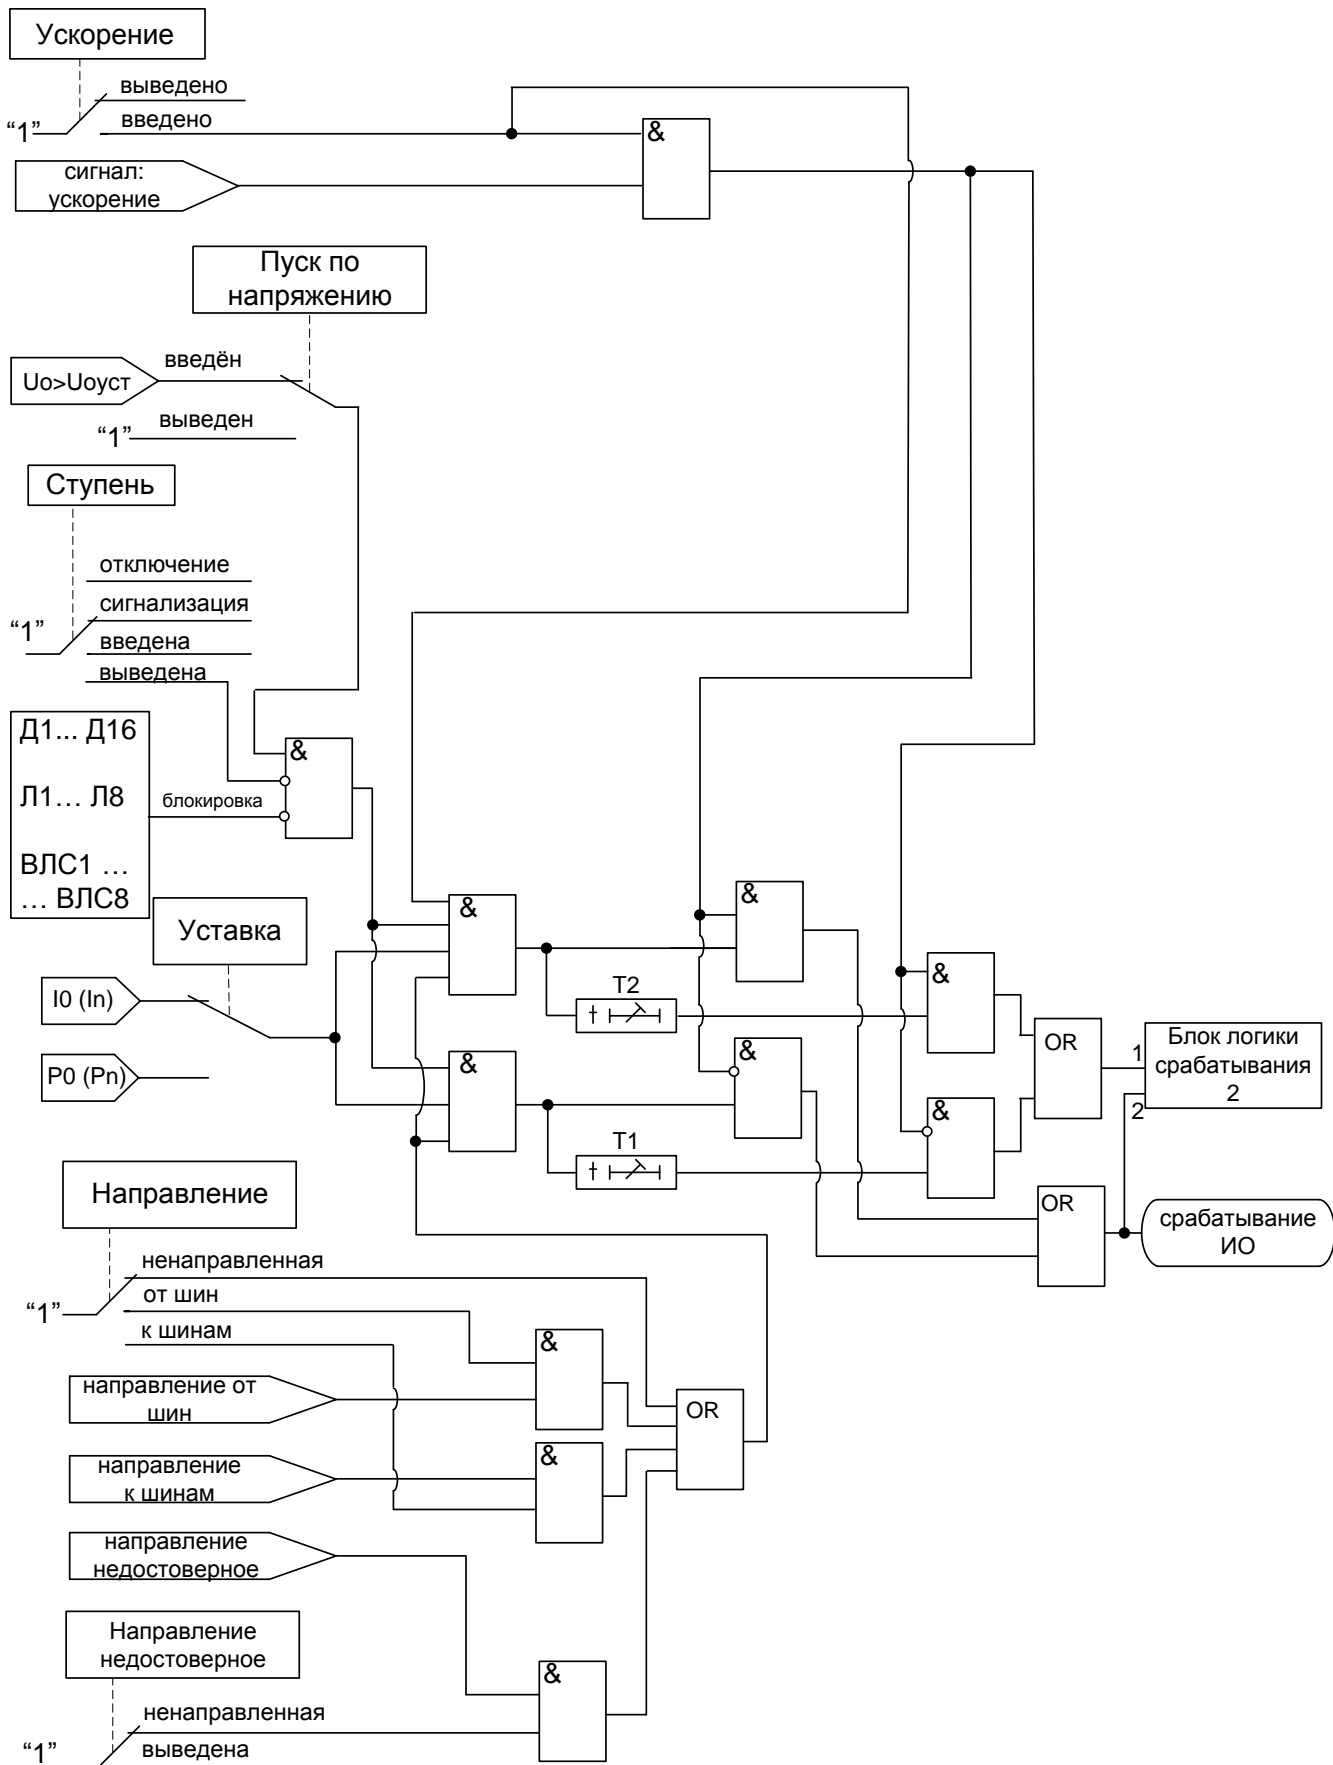 Ускорение
выведено
“1”
введено
&
сигнал:
ускорение
Пуск по
напряжению
введён
Uo>Uоуст
выведен
“1”
Ступень
отключение
сигнализация
“1”
введена
выведена
Д1... Д16
&
Л1… Л8
блокировка
ВЛС1 …
… ВЛС8
&
&
Уставка
&
I0 (In)
T2
OR
1
Блок логики
срабатывания
2
&
&
P0 (Pn)
2
&
T1
Направление
OR
срабатывание
ИО
ненаправленная
“1”
от шин
к шинам
&
направление от
шин
OR
&
направление
к шинам
направление
недостоверное
Направление
недостоверное
&
ненаправленная
“1”
выведена